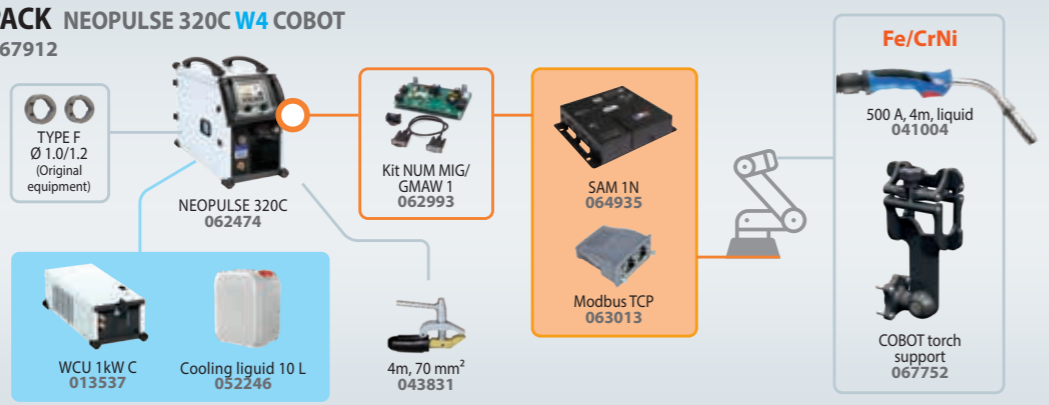 PACK NEOPULSE 320C W4 COBOT
67912
TYPE F
Ø 1.0/1.2
(Original
equipment)
NEOPULSE 320C
062474
Kit NUM MIG/
GMAW 1
062993
SAM 1N
064935
Modbus TCP
063013
Fe/CrNi
500 A, 4m, liquid
041004
COBOT torch
support
067752
WCU 1kW C
013537
Cooling liguid 10 L
052246
4m, 70 mm²
043831